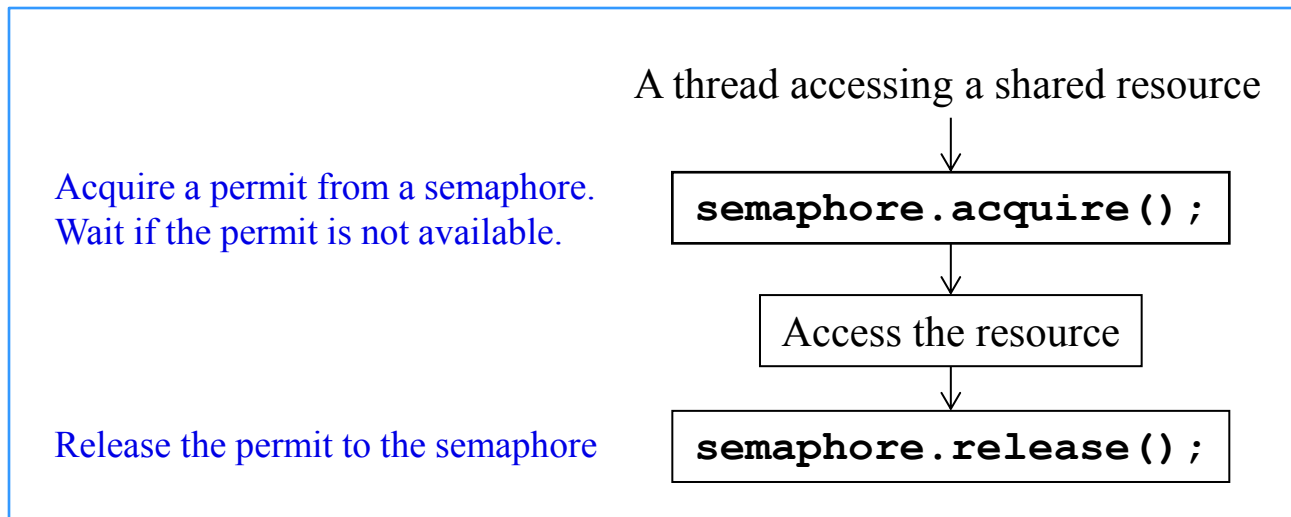 A thread accessing a shared resource
Acquire a permit from a semaphore.
Wait if the permit is not available.
semaphore.acquire();
Access the resource
Release the permit to the semaphore
semaphore.release();